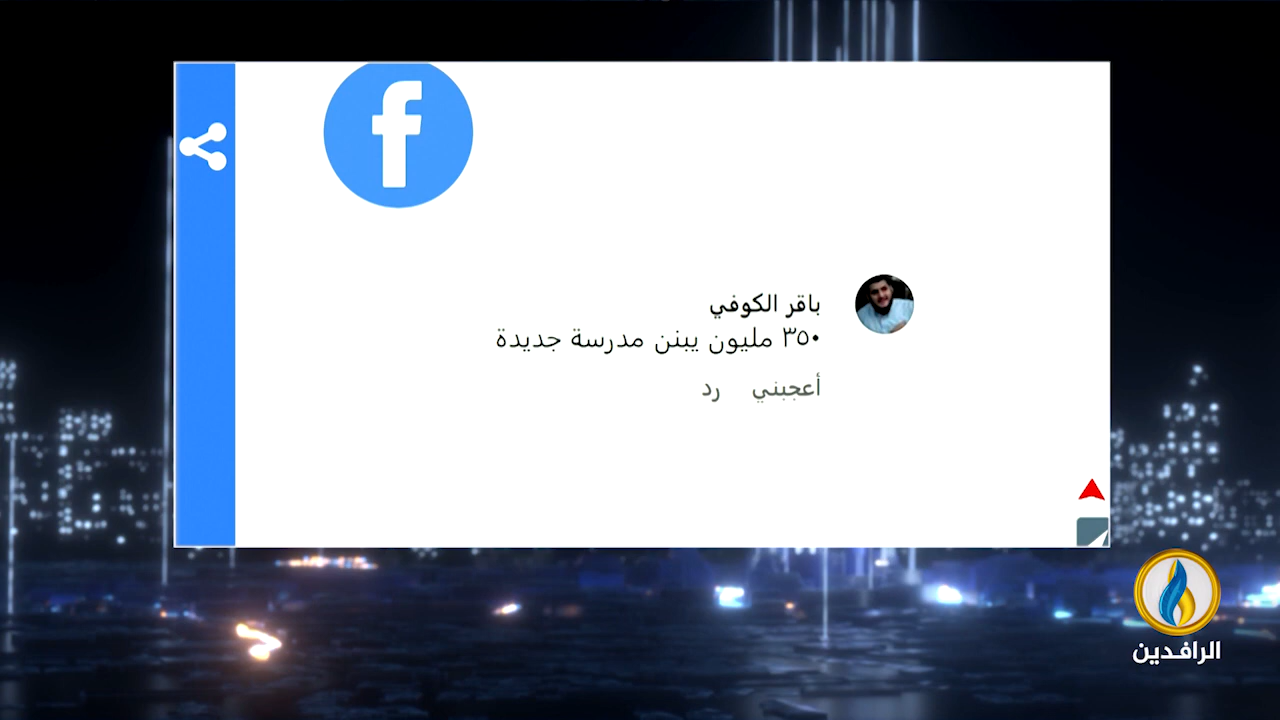 باقر الكوفي
٣٥٠ مليون يبنن مدرسة جديدة
أعجبني رد
الرافدين